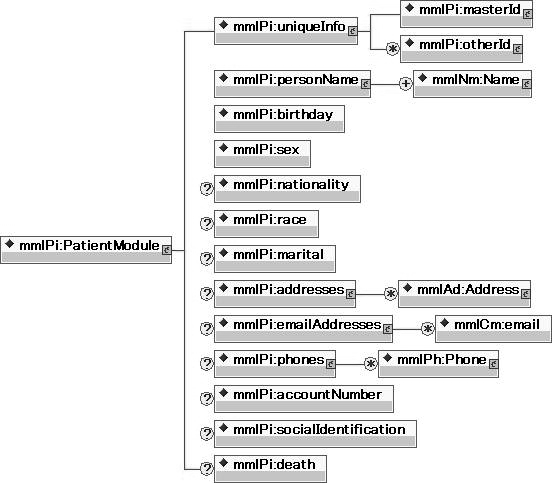 mmlPi:PatientModule
mmlPi:uniqueInfo
mmlPi:masterId
* mmlPi:otherId
mmlPi:personName
+ mmlNm:Name
mmlPi:birthday
mmlPi:sex
? mmlPi:nationality
? mmlPi:race
? mmlPi:marital
? mmlPi:addresses
* mmlAd:Address
? mmlPi:emailAddresses
* mmlCm:email
? mmlPi:phones
* mmlPh:Phone
? mmlPi:accountNumber
? mmlPi:socialIdentification
? mmlPi:death